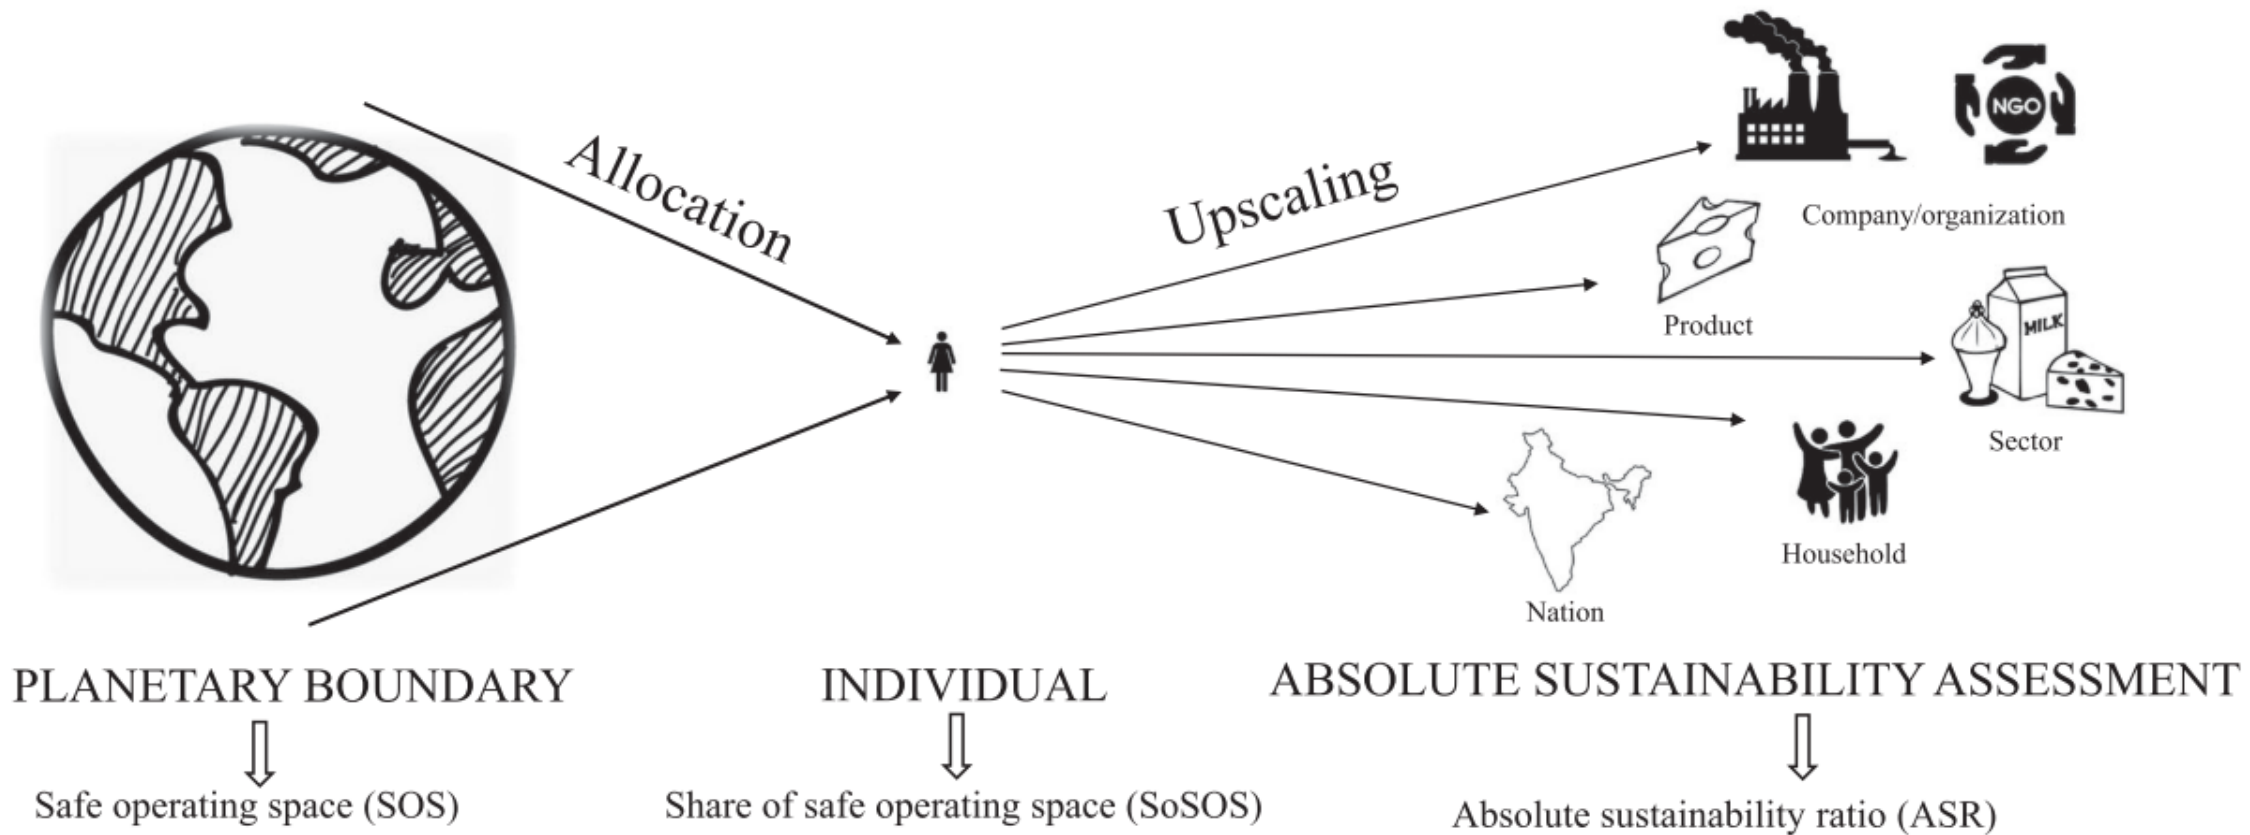 Allocation
Upscaling
NGO
Company/organization
Product
MILK
Sector
Household
Nation
PLANETARY BOUNDARY
INDIVIDUAL
ABSOLUTE SUSTAINABILITY ASSESSMENT
Safe operating space (SOS)
Share of safe operating space (SoSOS)
Absolute sustainability ratio (ASR)